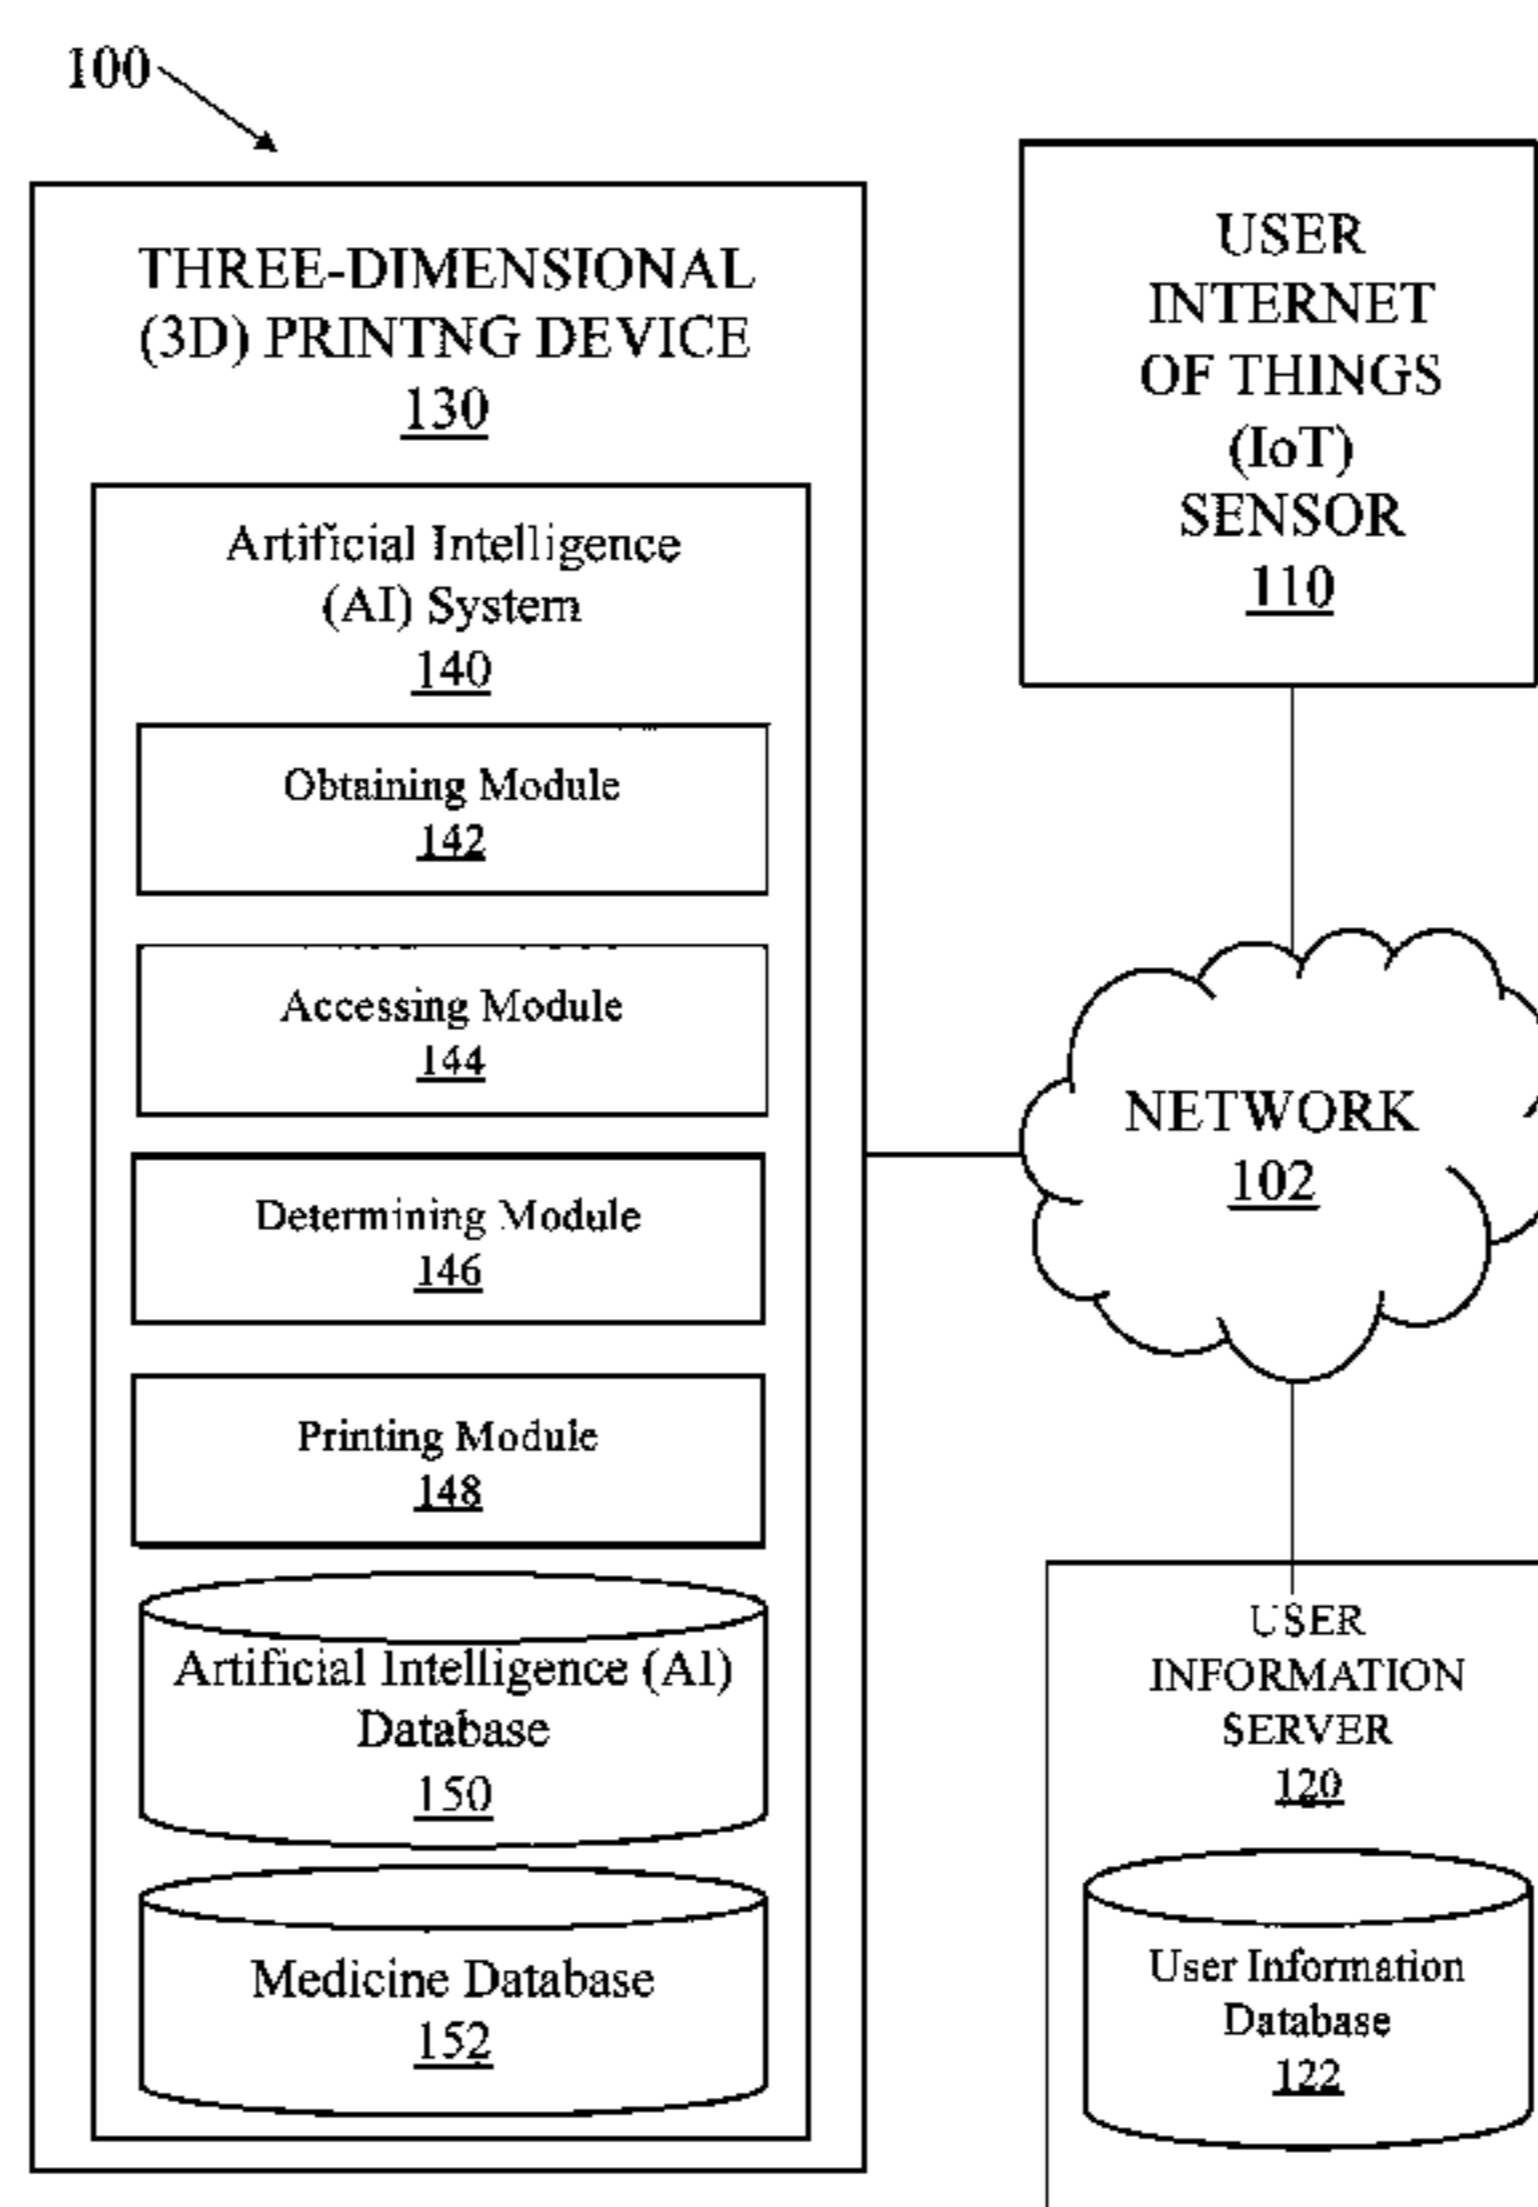 100
THREE-DIMENSIONAL
(3D) PRINTNG DEVICE
130
Artificial Intelligence
(AI) System
140
Obtaining Module
142
Accessing Module
144
Determining Module
146
Printing Module
148
Artificial Intelligence (AI)
Database
150
Medicine Database
152
USER
INTERNET
OF THINGS
(IoT)
SENSOR
110
NETWORK
102
USER
INFORMATION
SERVER
120
User Information
Database
122